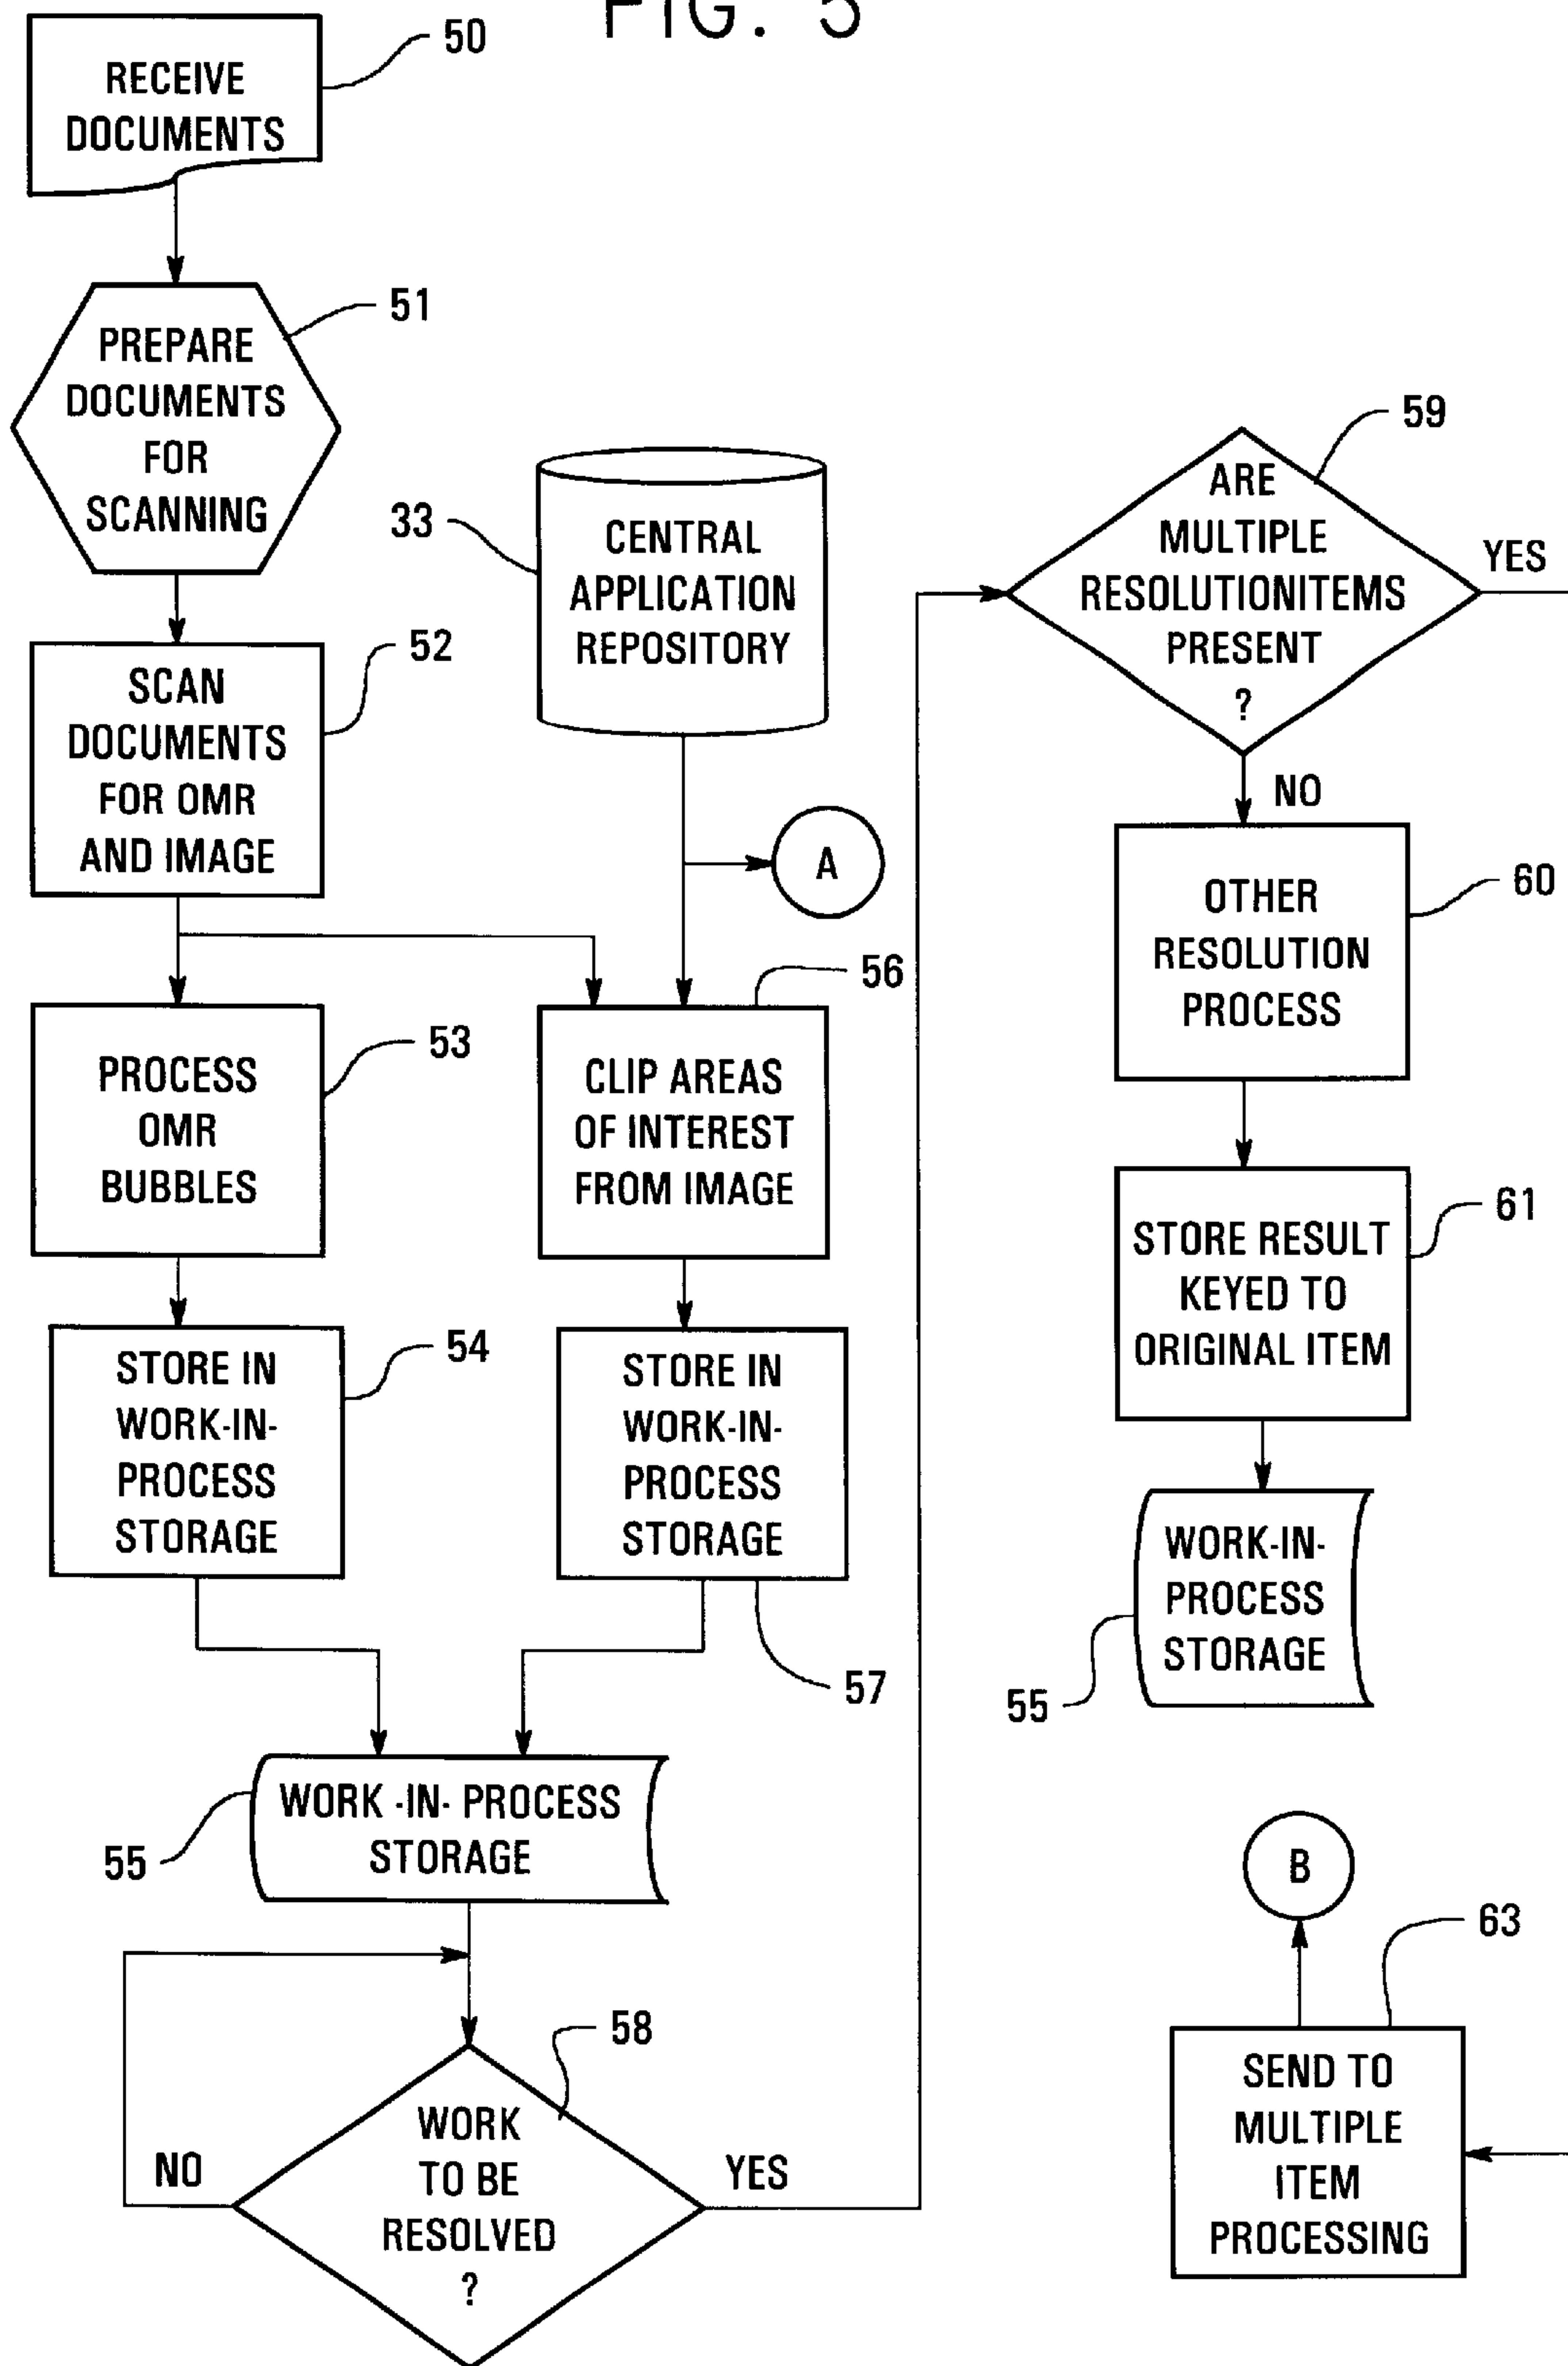 FIG. 5
RECEIVE
DOCUMENTS
50
PREPARE
DOCUMENTS
FOR
SCANNING
51
SCAN
DOCUMENTS
FOR OMR
AND IMAGE
52
33
CENTRAL
APPLICATION
REPOSITORY
A
PROCESS
OMR
BUBBLES
53
CLIP AREAS
OF INTEREST
FROM IMAGE
56
STORE IN
WORK-IN-
PROCESS
STORAGE
54
STORE IN
WORK-IN-
PROCESS
STORAGE
57
WORK -IN- PROCESS
STORAGE
55
WORK
TO BE
RESOLVED
?
58
NO
YES
ARE
MULTIPLE
RESOLUTIONITEMS
PRESENT
?
59
YES
NO
OTHER
RESOLUTION
PROCESS
60
STORE RESULT
KEYED TO
ORIGINAL ITEM
61
WORK-IN-
PROCESS
STORAGE
55
B
63
SEND TO
MULTIPLE
ITEM
PROCESSING